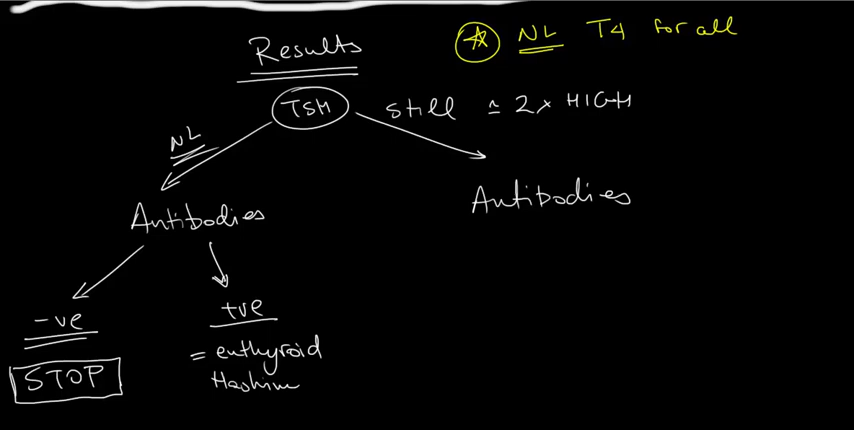 Results
☆ NL T4 for all
TSH still ≃ 2x HIGH
NL
Antibodies
Antibodies
-ve
+ve
STOP
= euthyroid
Hashim